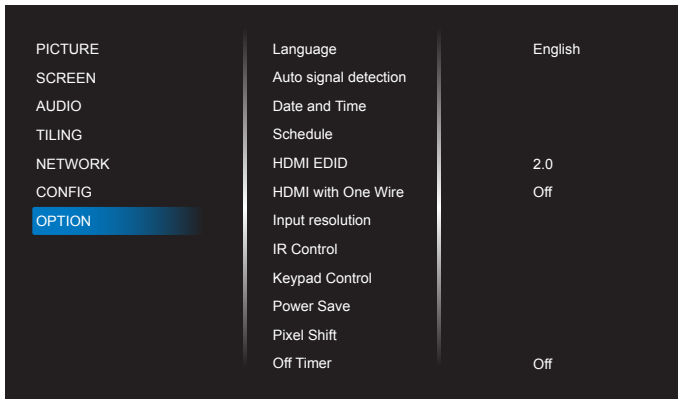 PICTURE Language English
SCREEN Auto signal detection
AUDIO Date and Time
TILING Schedule
NETWORK HDMI EDID 2.0
CONFIG HDMI with One Wire Off
OPTION Input resolution
IR Control
Keypad Control
Power Save
Pixel Shift
Off Timer Off